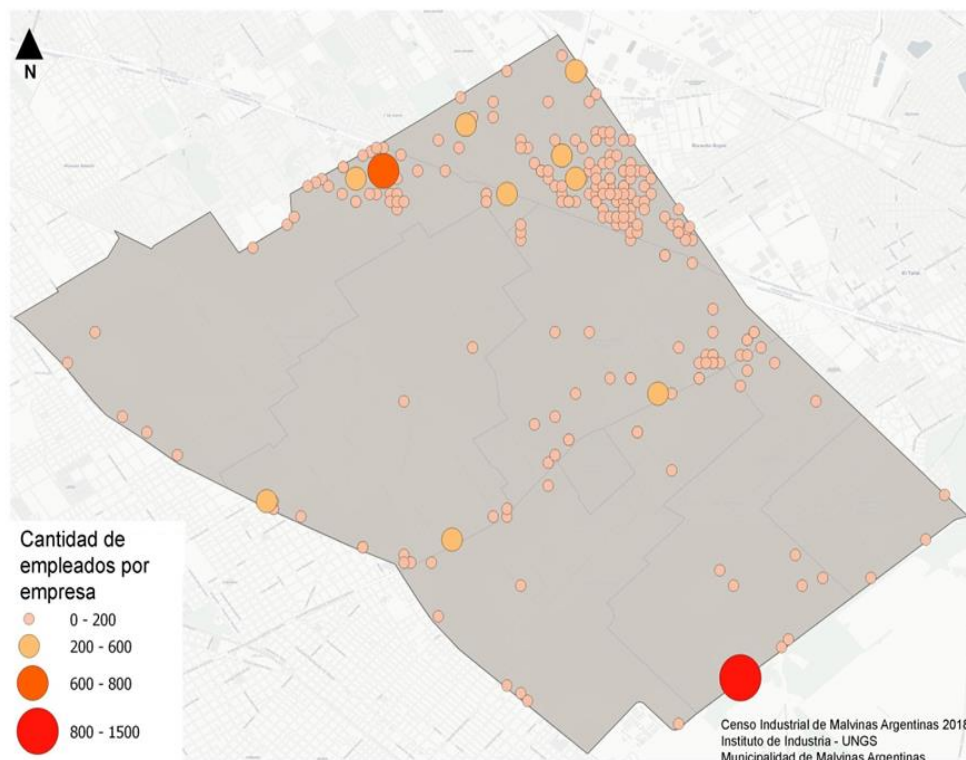 N
Cantidad de
empleados por
empresa
0 - 200
200 - 600
600 - 800
800 - 1500
Censo Industrial de Malvinas Argentinas 2018
Instituto de Industria - UNGS
Municipalidad de Malvinas Argentinas